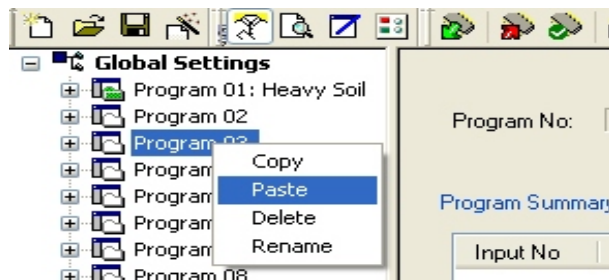 Global Settings
Program 01: Heavy Soil
Program 02
Program 03
Program
Program
Program
Program
Program 08
Copy
Paste
Delete
Rename
Program No:
Program Summary
Input No